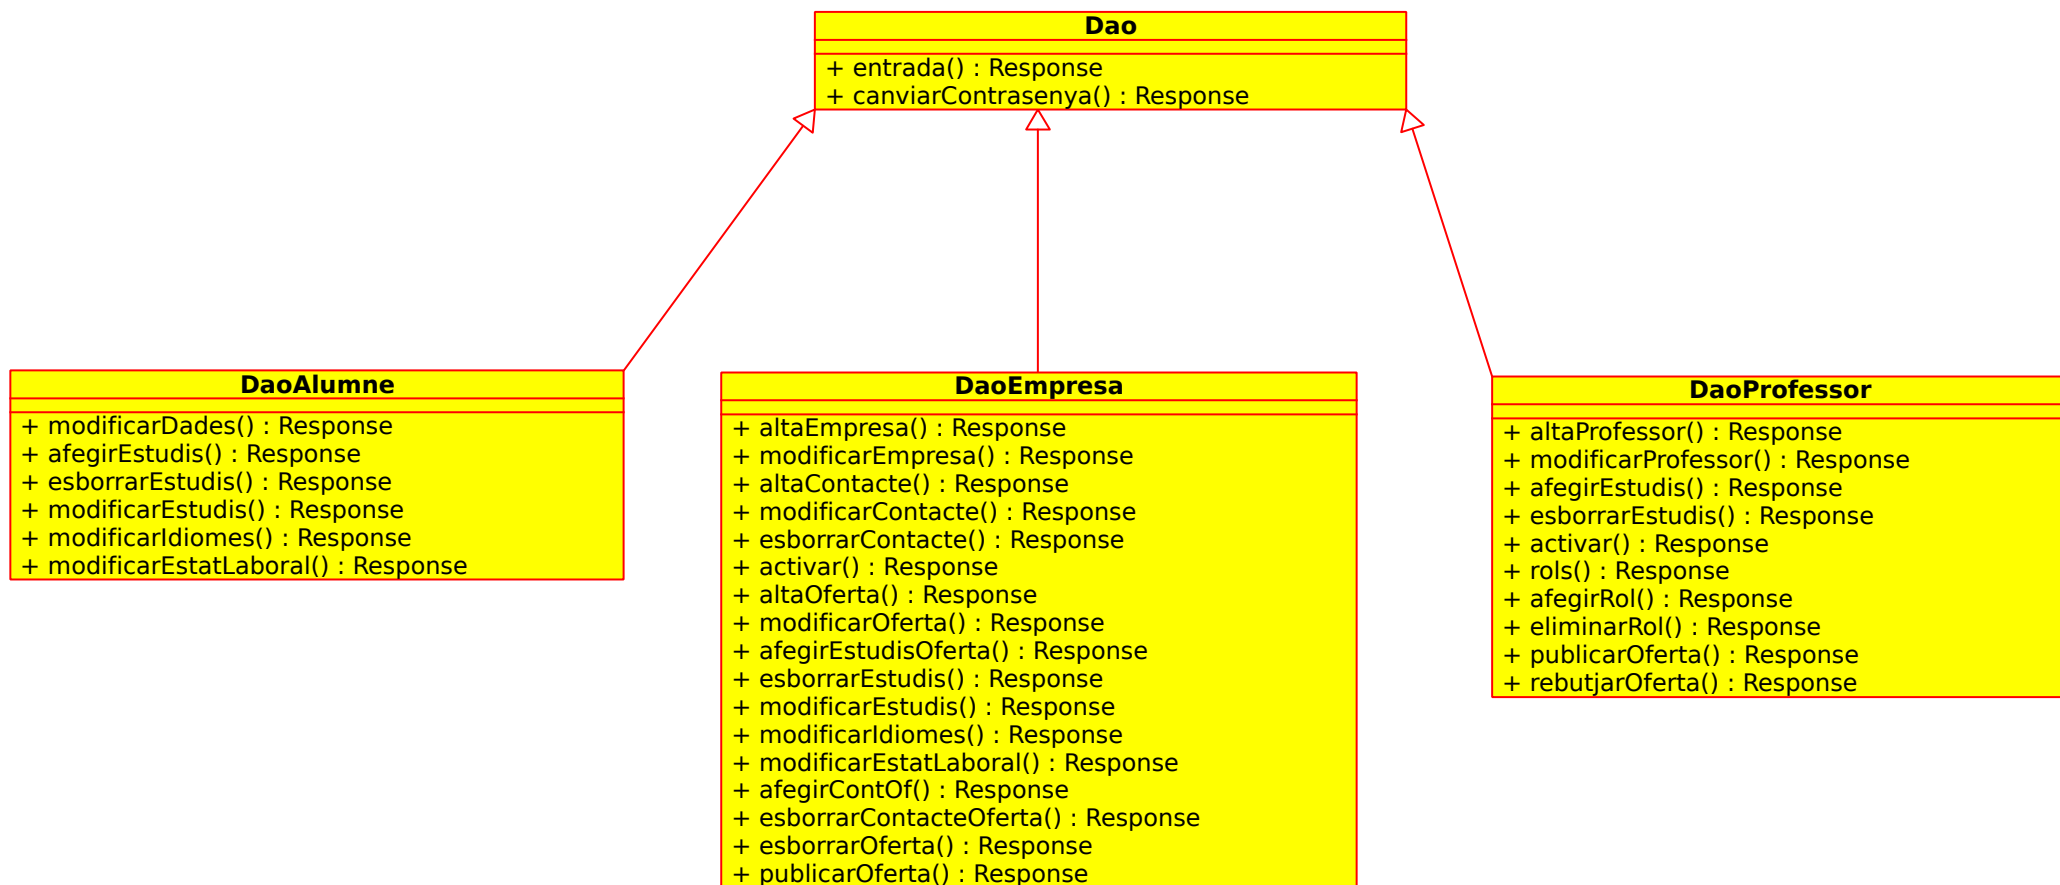 Dao
+ entrada() : Response
+ canviarContrasenya() : Response
DaoAlumne
+ modificarDades() : Response
+ afegirEstudis() : Response
+ esborrarEstudis() : Response
+ modificarEstudis() : Response
+ modificarIdiomes() : Response
+ modificarEstatLaboral() : Response
DaoEmpresa
+ altaEmpresa() : Response
+ modificarEmpresa() : Response
+ altaContacte() : Response
+ modificarContacte() : Response
+ esborrarContacte() : Response
+ activar() : Response
+ altaOferta() : Response
+ modificarOferta() : Response
+ afegirEstudisOferta() : Response
+ esborrarEstudis() : Response
+ modificarEstudis() : Response
+ modificarIdiomes() : Response
+ modificarEstatLaboral() : Response
+ afegirContOf() : Response
+ esborrarContacteOferta() : Response
+ esborrarOferta() : Response
+ publicarOferta() : Response
DaoProfessor
+ altaProfessor() : Response
+ modificarProfessor() : Response
+ afegirEstudis() : Response
+ esborrarEstudis() : Response
+ activar() : Response
+ rols() : Response
+ afegirRol() : Response
+ eliminarRol() : Response
+ publicarOferta() : Response
+ rebutjarOferta() : Response